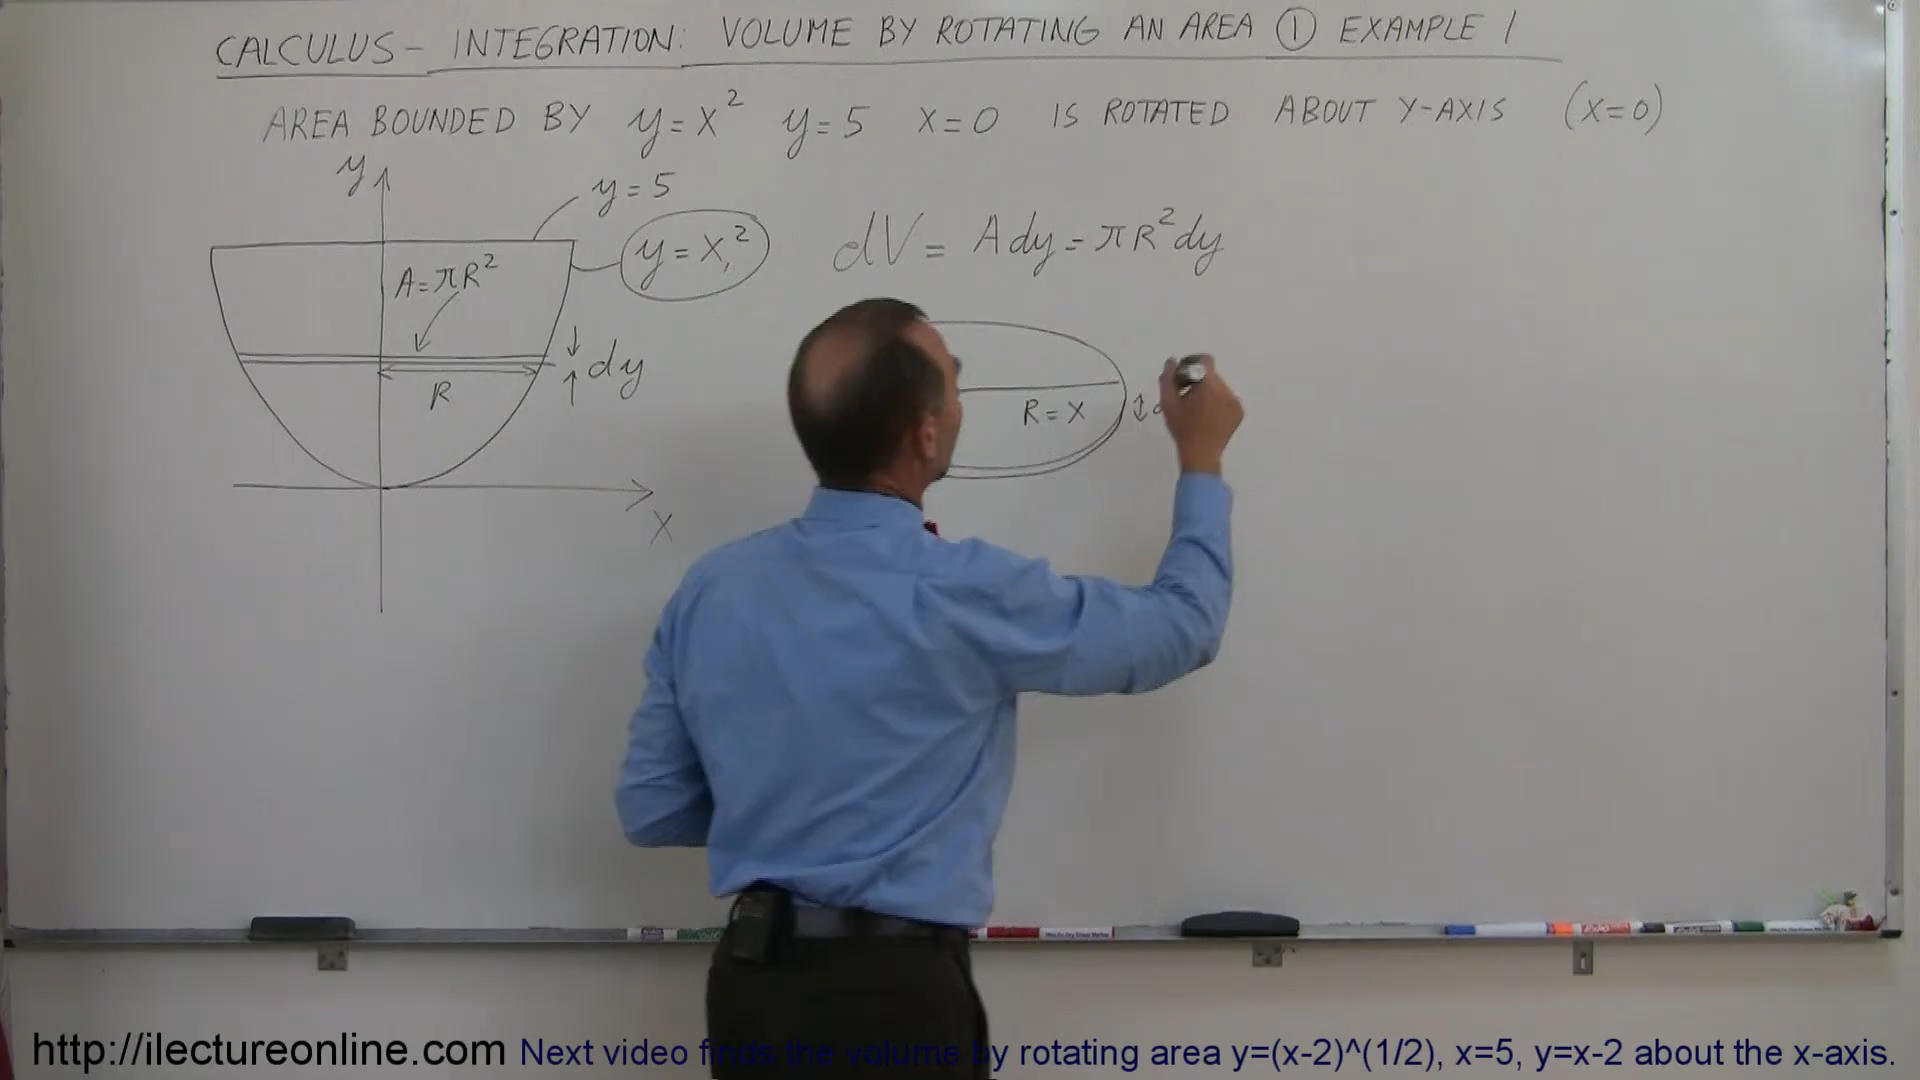 CALCULUS - INTEGRATION: VOLUME BY ROTATING AN AREA ① EXAMPLE 1
AREA BOUNDED BY y=x² y=5 x=0 IS ROTATED ABOUT Y-AXIS (x=0)
y
y=5
y=x²
A=πR²
dy
R
x
dV = A dy = πR²dy
R=x
http://ilectureonline.com Next video finds the volume by rotating area y=(x-2)^(1/2), x=5, y=x-2 about the x-axis.